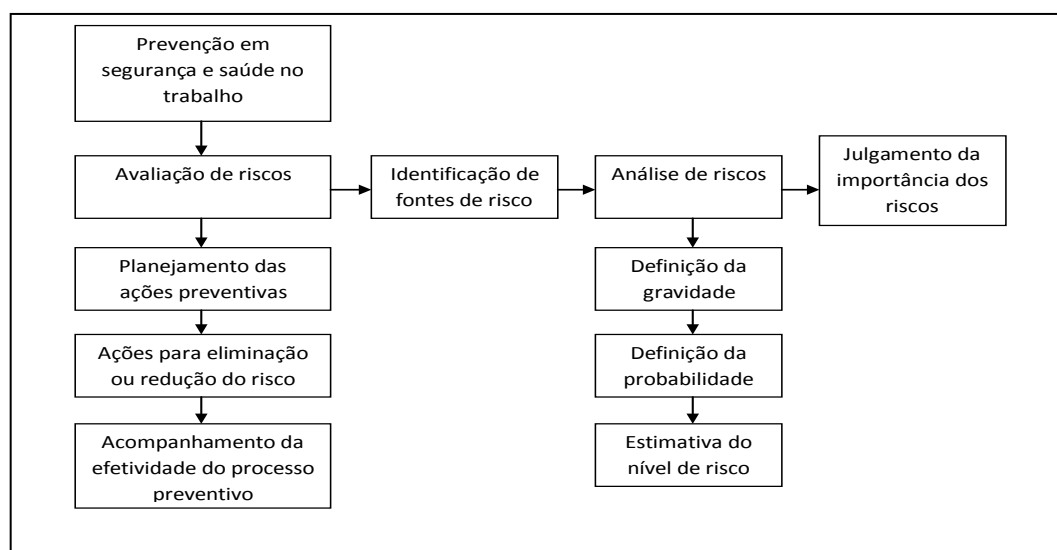 Prevenção em
segurança e saúde no
trabalho
Avaliação de riscos
Identificação de
fontes de risco
Análise de riscos
Julgamento da
importância dos
riscos
Planejamento das
ações preventivas
Definição da
gravidade
Ações para eliminação
ou redução do risco
Definição da
probabilidade
Acompanhamento da
efetividade do processo
preventivo
Estimativa do
nível de risco